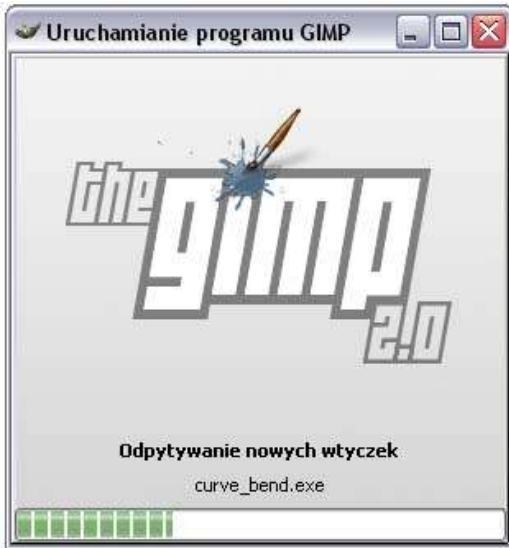 Uruchamianie programu GIMP
the
gimp
2.0
Odpytywanie nowych wtyczek
curve_bend.exe